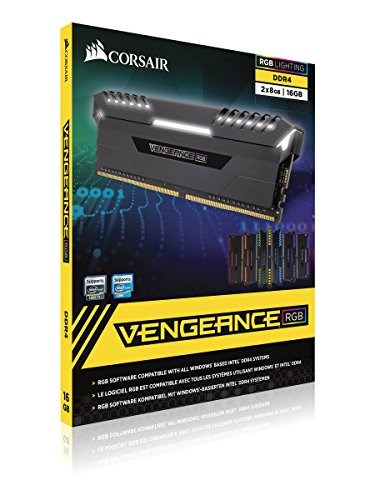 CORSAIR
RGB LIGHTING
DDR4
2x8GB | 16GB
VENGEANCE RGB
VENGEANCE RGB
• RGB SOFTWARE COMPATIBLE WITH ALL WINDOWS® BASED INTEL® DDR4 SYSTEMS
• LE LOGICIEL RGB EST COMPATIBLE AVEC TOUS LES SYSTÈMES UTILISANT WINDOWS ET INTEL® DDR4
• RGB SOFTWARE KOMPATIBEL MIT WINDOWS®-BASIERTEN INTEL® DDR4 SYSTEMEN
VENGEANCE RGB
DDR4
16
GB